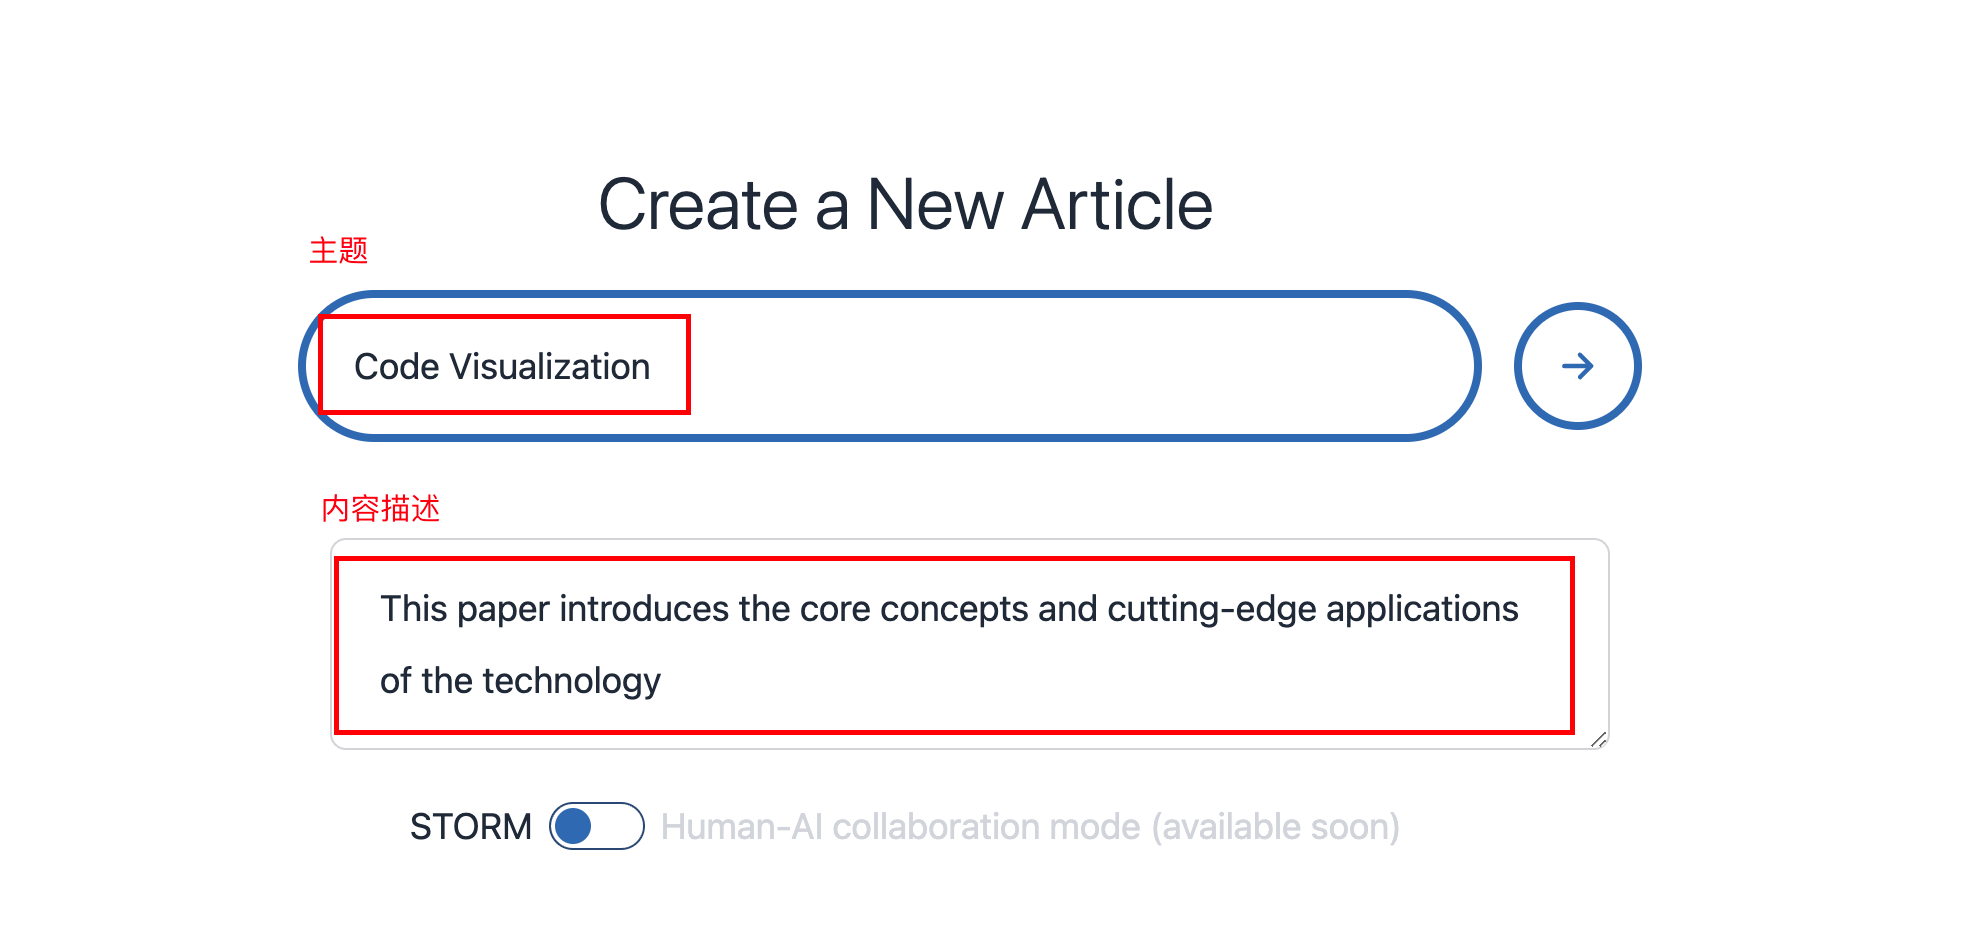 Create a New Article
主题
Code Visualization
内容描述
This paper introduces the core concepts and cutting-edge applications
of the technology
STORM Human-AI collaboration mode (available soon)